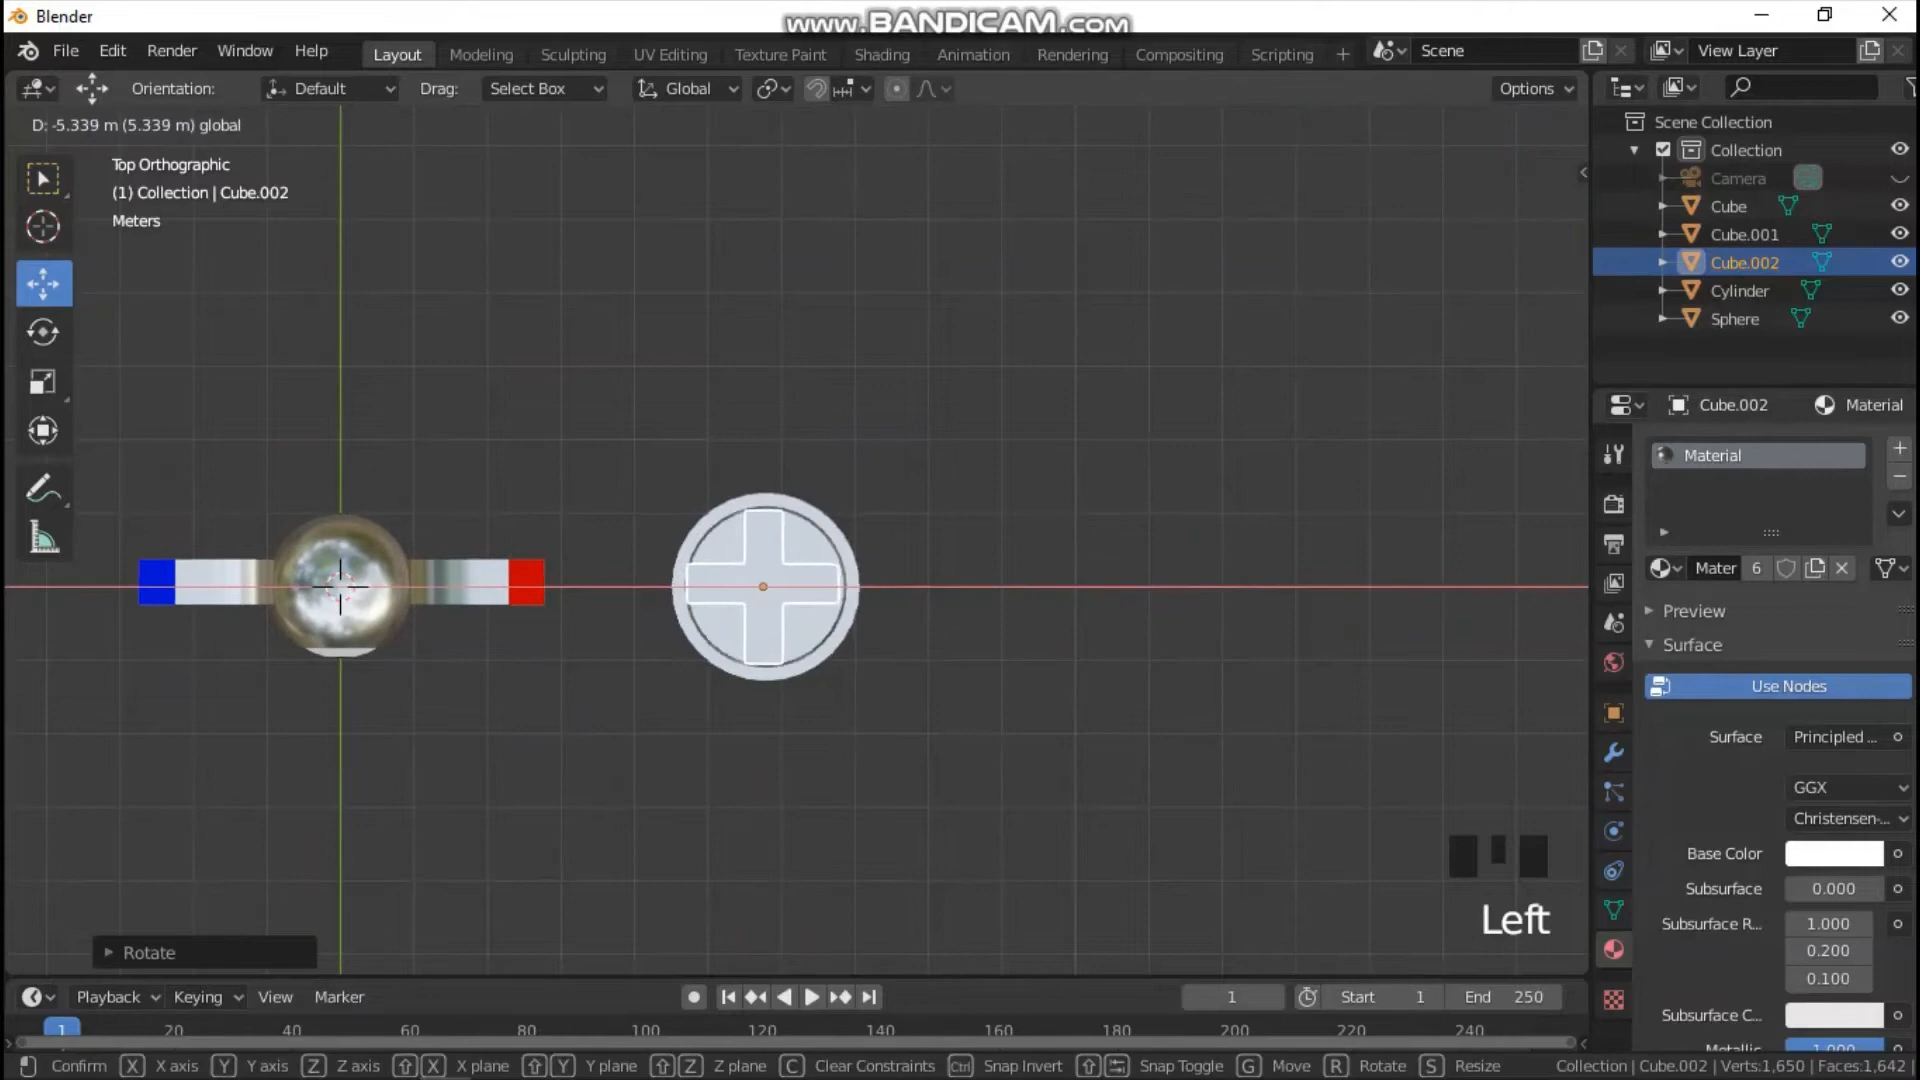 Blender
www.BANDICAM.com
File Edit Render Window Help
Layout Modeling Sculpting UV Editing Texture Paint Shading Animation Rendering Compositing Scripting +
Scene
View Layer
Orientation: Default Drag: Select Box Global Options
D: -5.339 m (5.339 m) global
Top Orthographic
(1) Collection | Cube.002
Meters
Scene Collection
Collection
Camera
Cube
Cube.001
Cube.002
Cylinder
Sphere
Cube.002 Material
Material
Mater 6
Preview
Surface
Use Nodes
Surface Principled ...
GGX
Christensen-...
Base Color
Subsurface 0.000
Subsurface R... 1.000
0.200
0.100
Subsurface C...
Metallic 1.000
Left
Rotate
Playback Keying View Marker
1 Start 1 End 250
1 20 40 60 80 100 120 140 160 180 200 220 240
Confirm X X axis Y Y axis Z Z axis X X plane Y Y plane Z Z plane C Clear Constraints Ctrl Snap Invert Snap Toggle G Move R Rotate S Resize Collection | Cube.002 | Verts:1,650 | Faces:1,642 |